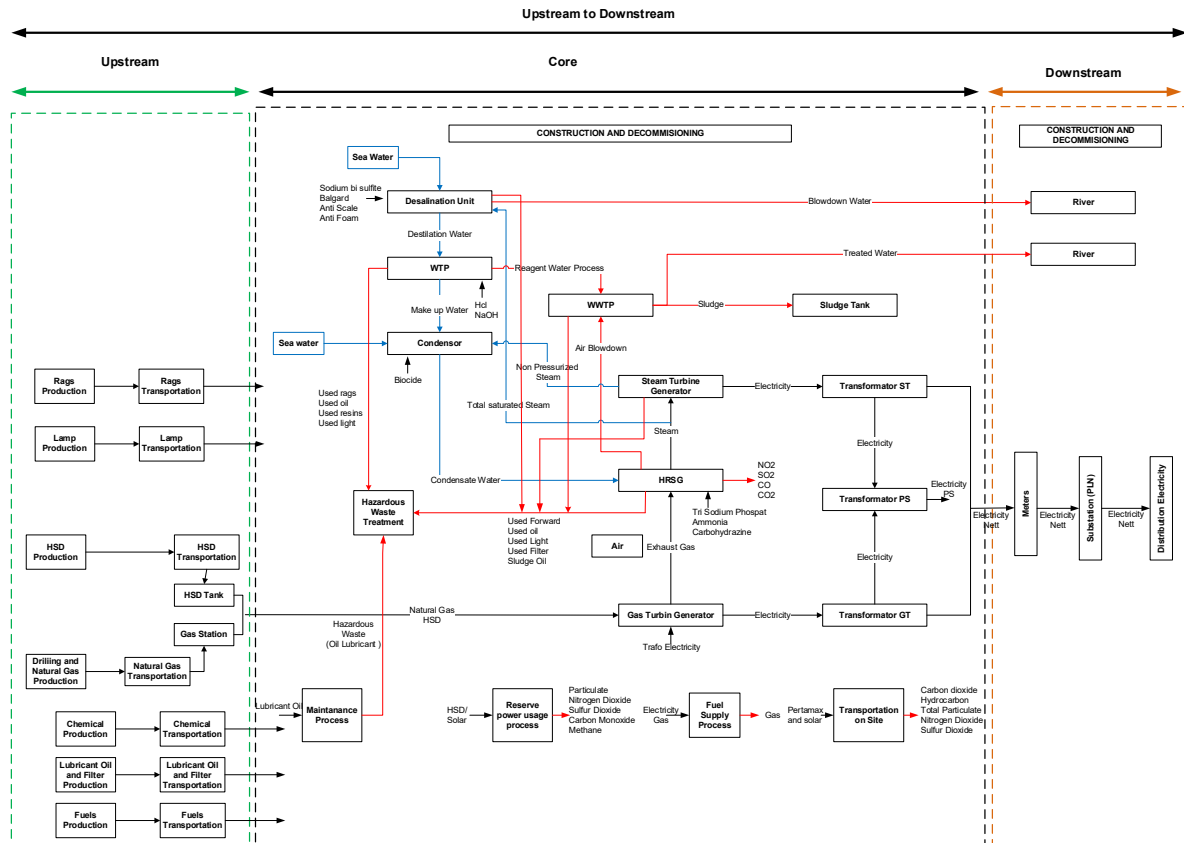 Upstream to Downstream
Upstream
Core
Downstream
CONSTRUCTION AND DECOMMISIONING
CONSTRUCTION AND
DECOMMISIONING
Sea Water
Sodium bi sulfite
Balgard
Anti Scale
Anti Foam
Desalination Unit
Blowdown Water
River
Destilation Water
Treated Water
River
WTP
Reagent Water Process
Hcl
NaOH
WWTP
Sludge
Sludge Tank
Make up Water
Sea water
Condensor
Air Blowdown
Biocide
Non Pressurized
Steam
Rags
Production
Rags
Transportation
Used rags
Used oil
Used resins
Used light
Total saturated Steam
Steam Turbine
Generator
Electricity
Transformator ST
Lamp
Production
Lamp
Transportation
Steam
Electricity
Condensate Water
HRSG
NO2
SO2
CO
CO2
Transformator PS
Electricity
PS
Hazardous
Waste
Treatment
Tri Sodium Phospat
Ammonia
Carbohydrazine
Electricity
Nett
Meters
Electricity
Nett
Substation (PLN)
Electricity
Nett
Distribution Electricity
Used Forward
Used oil
Used Light
Used Filter
Sludge Oil
Air
Exhaust Gas
Electricity
HSD
Production
HSD
Transportation
HSD Tank
Natural Gas
HSD
Gas Turbin Generator
Electricity
Transformator GT
Gas Station
Hazardous
Waste
(Oil Lubricant )
Trafo Electricity
Driliing and
Natural Gas
Production
Natural Gas
Transportation
Lubricant Oil
Maintanance
Process
HSD/
Solar
Reserve
power usage
process
Particulate
Nitrogen Dioxide
Sulfur Dioxide
Carbon Monoxide
Methane
Electricity
Gas
Fuel
Supply
Process
Gas
Pertamax
and solar
Transportation
on Site
Carbon dioxide
Hydrocarbon
Total Particulate
Nitrogen Dioxide
Sulfur Dioxide
Chemical
Production
Chemical
Transportation
Lubricant Oil
and Filter
Production
Lubricant Oil
and Filter
Transportation
Fuels
Production
Fuels
Transportation